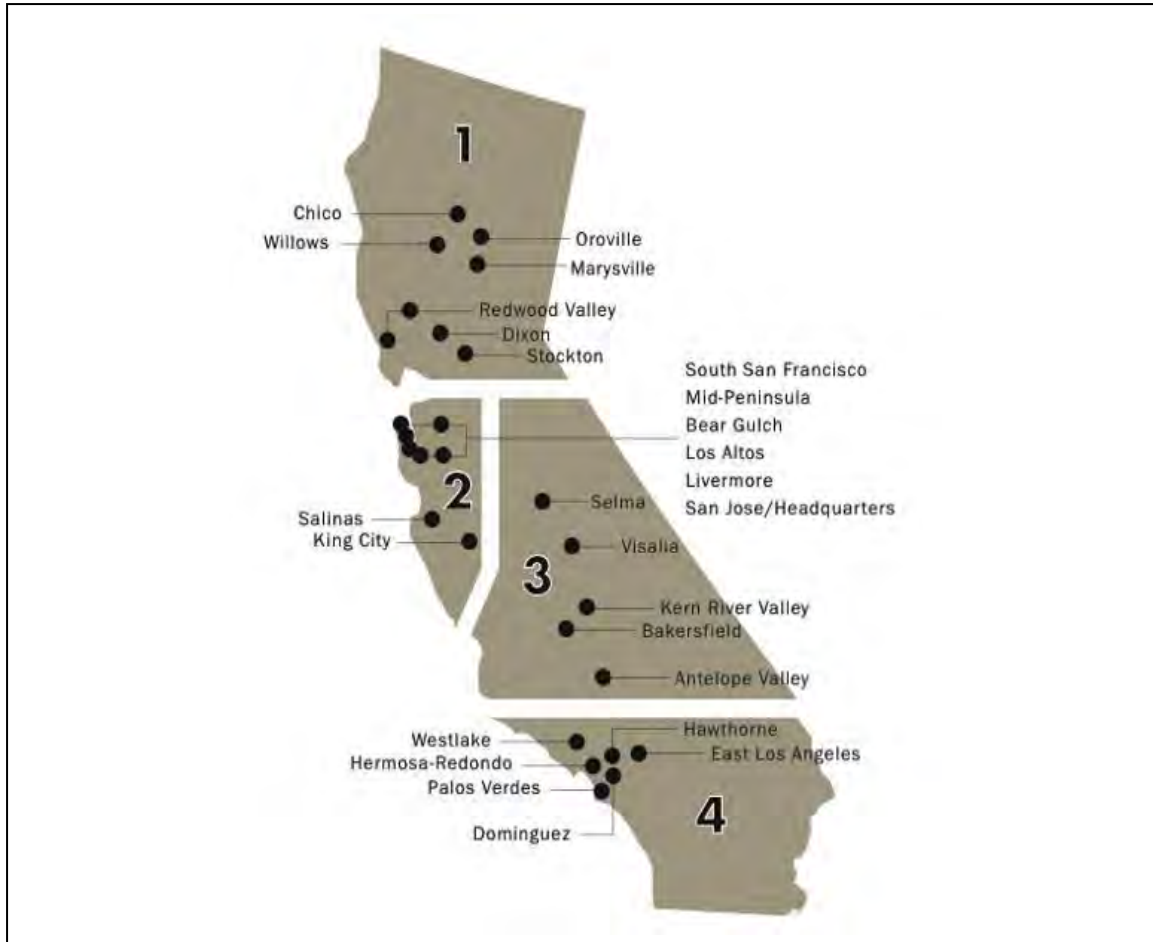 1
Chico
Willows
Oroville
Marysville
Redwood Valley
Dixon
Stockton
South San Francisco
Mid-Peninsula
Bear Gulch
Los Altos
Livermore
San Jose/Headquarters
2
Salinas
King City
Selma
Visalia
3
Kern River Valley
Bakersfield
Antelope Valley
Hawthorne
Westlake
East Los Angeles
Hermosa-Redondo
Palos Verdes
4
Dominguez